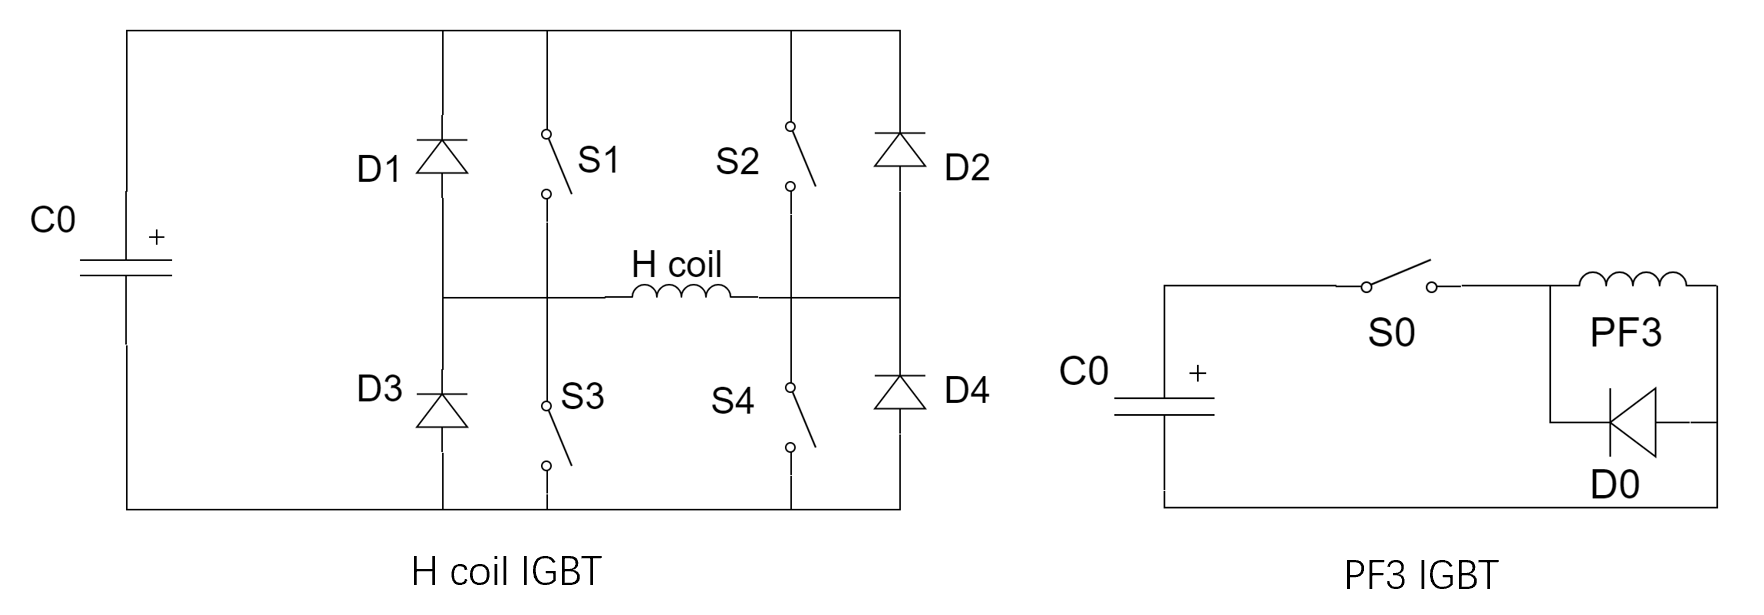 C0
+
D1
S1
S2
D2
H coil
D3
S3
S4
D4
H coil IGBT
C0
+
S0
PF3
D0
PF3 IGBT